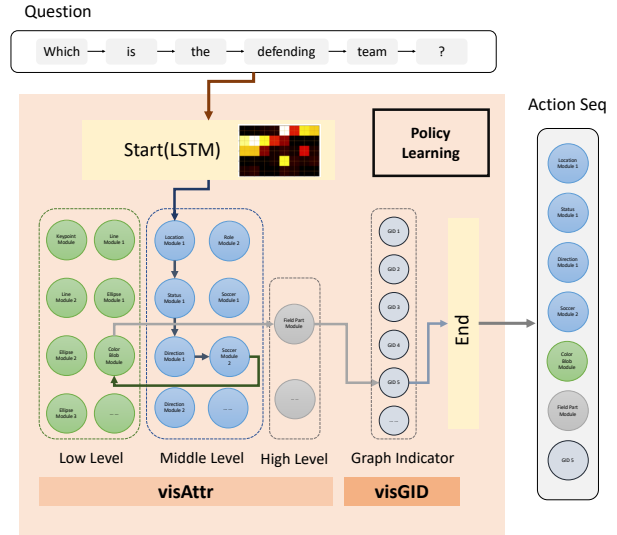 Question
Which is the defending team ?
Start(LSTM)
Policy
Learning
Action Seq
Keypoint
Module
Line
Module 1
Line
Module 2
Ellipse
Module 1
Ellipse
Module 2
Color
Blob
Module
Ellipse
Module 3
... ...
Location
Module 1
Role
Module 2
Status
Module 1
Soccer
Module 1
Direction
Module 1
Soccer
Module
2
Direction
Module 2
... ...
Field Part
Module
... ...
GID 1
GID 2
GID 3
GID 4
GID 5
... ...
End
Low Level
Middle Level
High Level
Graph Indicator
visAttr
visGID
Location
Module 1
Status
Module 1
Direction
Module 1
Soccer
Module 2
Color
Blob
Module
Field Part
Module
GID 5